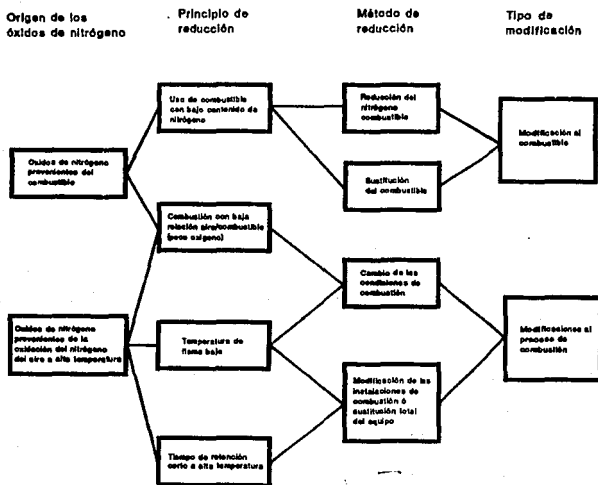 Origen de los
óxidos de nitrógeno
Principio de
reducción
Método de
reducción
Tipo de
modificación
Uso de combustible
con bajo contenido de
nitrógeno
Reducción del
nitrógeno
combustible
Modificación al
combustible
Oxidos de nitrógeno
provenientes del
combustible
Sustitución
del combustible
Combustión con baja
relación aire/combustible
(poco oxígeno)
Cambio de las
condiciones de
combustión
Oxidos de nitrógeno
provenientes de la
oxidación del nitrógeno
del aire a alta temperatura
Temperatura de
flama baja
Modificaciones al
proceso de
combustión
Modificación de las
instalaciones de
combustión ó
sustitución total
del equipo
Tiempo de retención
corto a alta temperatura